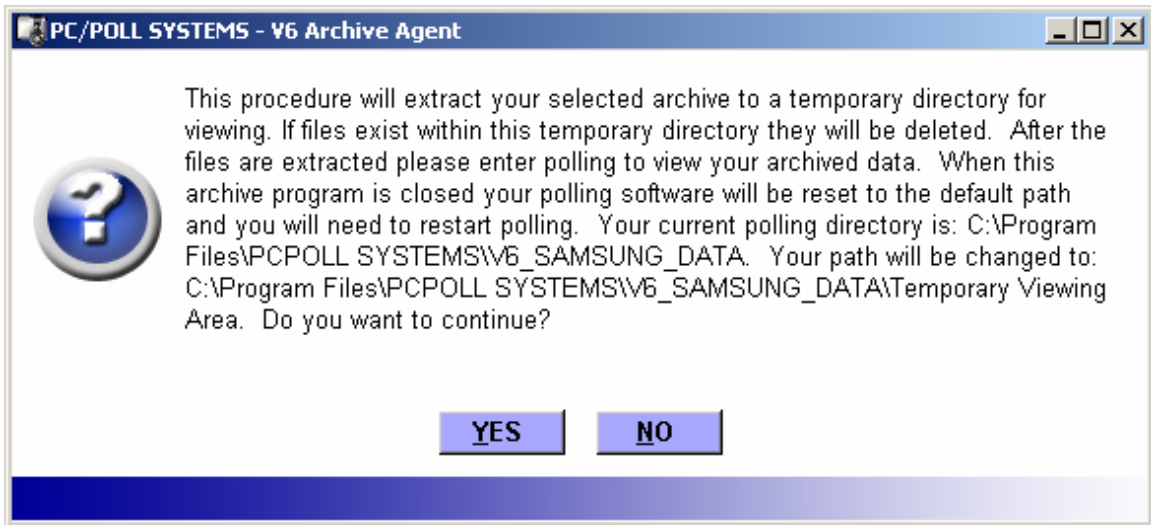 PC/POLL SYSTEMS - V6 Archive Agent
This procedure will extract your selected archive to a temporary directory for
viewing. If files exist within this temporary directory they will be deleted.  After the
files are extracted please enter polling to view your archived data.  When this
archive program is closed your polling software will be reset to the default path
and you will need to restart polling.  Your current polling directory is: C:\Program
Files\PCPOLL SYSTEMS\V6_SAMSUNG_DATA.  Your path will be changed to:
C:\Program Files\PCPOLL SYSTEMS\V6_SAMSUNG_DATA\Temporary Viewing
Area.  Do you want to continue?
YES NO